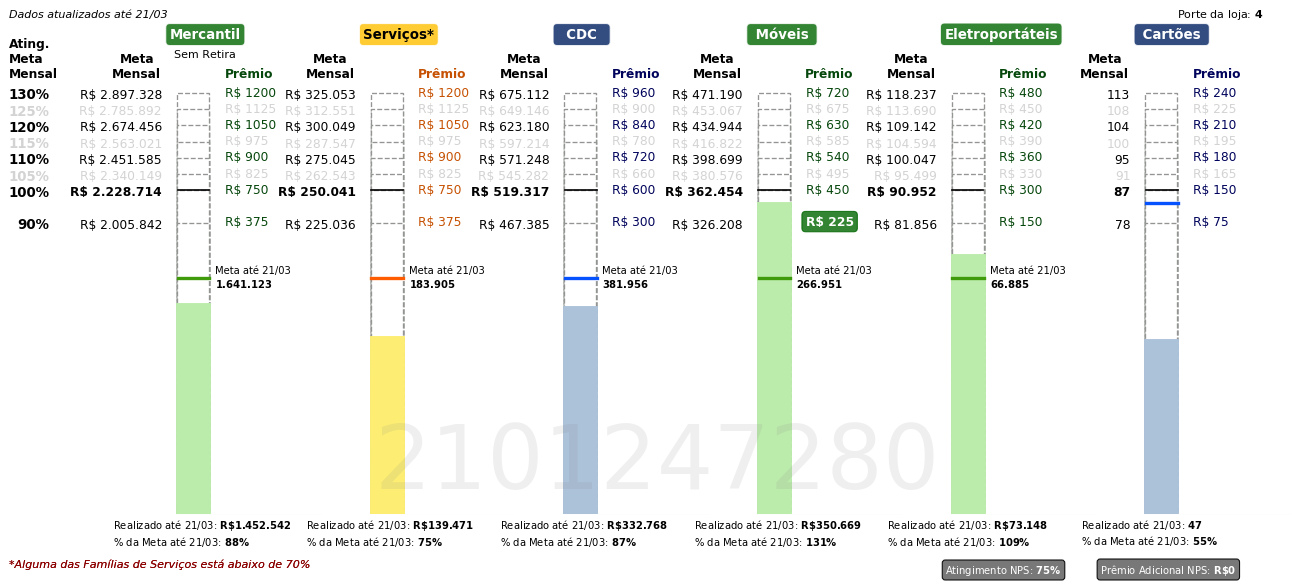 Dados atualizados até 21/03
Porte da loja: 4
Mercantil Serviços* CDC Móveis Eletroportáteis Cartões
Sem Retira
Ating. Meta Mensal
Meta Mensal Prêmio Meta Mensal Prêmio Meta Mensal Prêmio Meta Mensal Prêmio Meta Mensal Prêmio Meta Mensal Prêmio
130% R$ 2.897.328 R$ 1200 R$ 325.053 R$ 1200 R$ 675.112 R$ 960 R$ 471.190 R$ 720 R$ 118.237 R$ 480 113 R$ 240
125% R$ 2.785.892 R$ 1125 R$ 312.551 R$ 1125 R$ 649.146 R$ 900 R$ 453.067 R$ 675 R$ 113.690 R$ 450 108 R$ 225
120% R$ 2.674.456 R$ 1050 R$ 300.049 R$ 1050 R$ 623.180 R$ 840 R$ 434.944 R$ 630 R$ 109.142 R$ 420 104 R$ 210
115% R$ 2.563.021 R$ 975 R$ 287.547 R$ 975 R$ 597.214 R$ 780 R$ 416.822 R$ 585 R$ 104.594 R$ 390 100 R$ 195
110% R$ 2.451.585 R$ 900 R$ 275.045 R$ 900 R$ 571.248 R$ 720 R$ 398.699 R$ 540 R$ 100.047 R$ 360 95 R$ 180
105% R$ 2.340.149 R$ 825 R$ 262.543 R$ 825 R$ 545.282 R$ 660 R$ 380.576 R$ 495 R$ 95.499 R$ 330 91 R$ 165
100% R$ 2.228.714 R$ 750 R$ 250.041 R$ 750 R$ 519.317 R$ 600 R$ 362.454 R$ 450 R$ 90.952 R$ 300 87 R$ 150
90% R$ 2.005.842 R$ 375 R$ 225.036 R$ 375 R$ 467.385 R$ 300 R$ 326.208 R$ 225 R$ 81.856 R$ 150 78 R$ 75
Meta até 21/03 Meta até 21/03 Meta até 21/03 Meta até 21/03 Meta até 21/03
1.641.123 183.905 381.956 266.951 66.885
2101247280
Realizado até 21/03: R$1.452.542 Realizado até 21/03: R$139.471 Realizado até 21/03: R$332.768 Realizado até 21/03: R$350.669 Realizado até 21/03: R$73.148 Realizado até 21/03: 47
% da Meta até 21/03: 88% % da Meta até 21/03: 75% % da Meta até 21/03: 87% % da Meta até 21/03: 131% % da Meta até 21/03: 109% % da Meta até 21/03: 55%
*Alguma das Famílias de Serviços está abaixo de 70%
Atingimento NPS: 75% Prêmio Adicional NPS: R$0